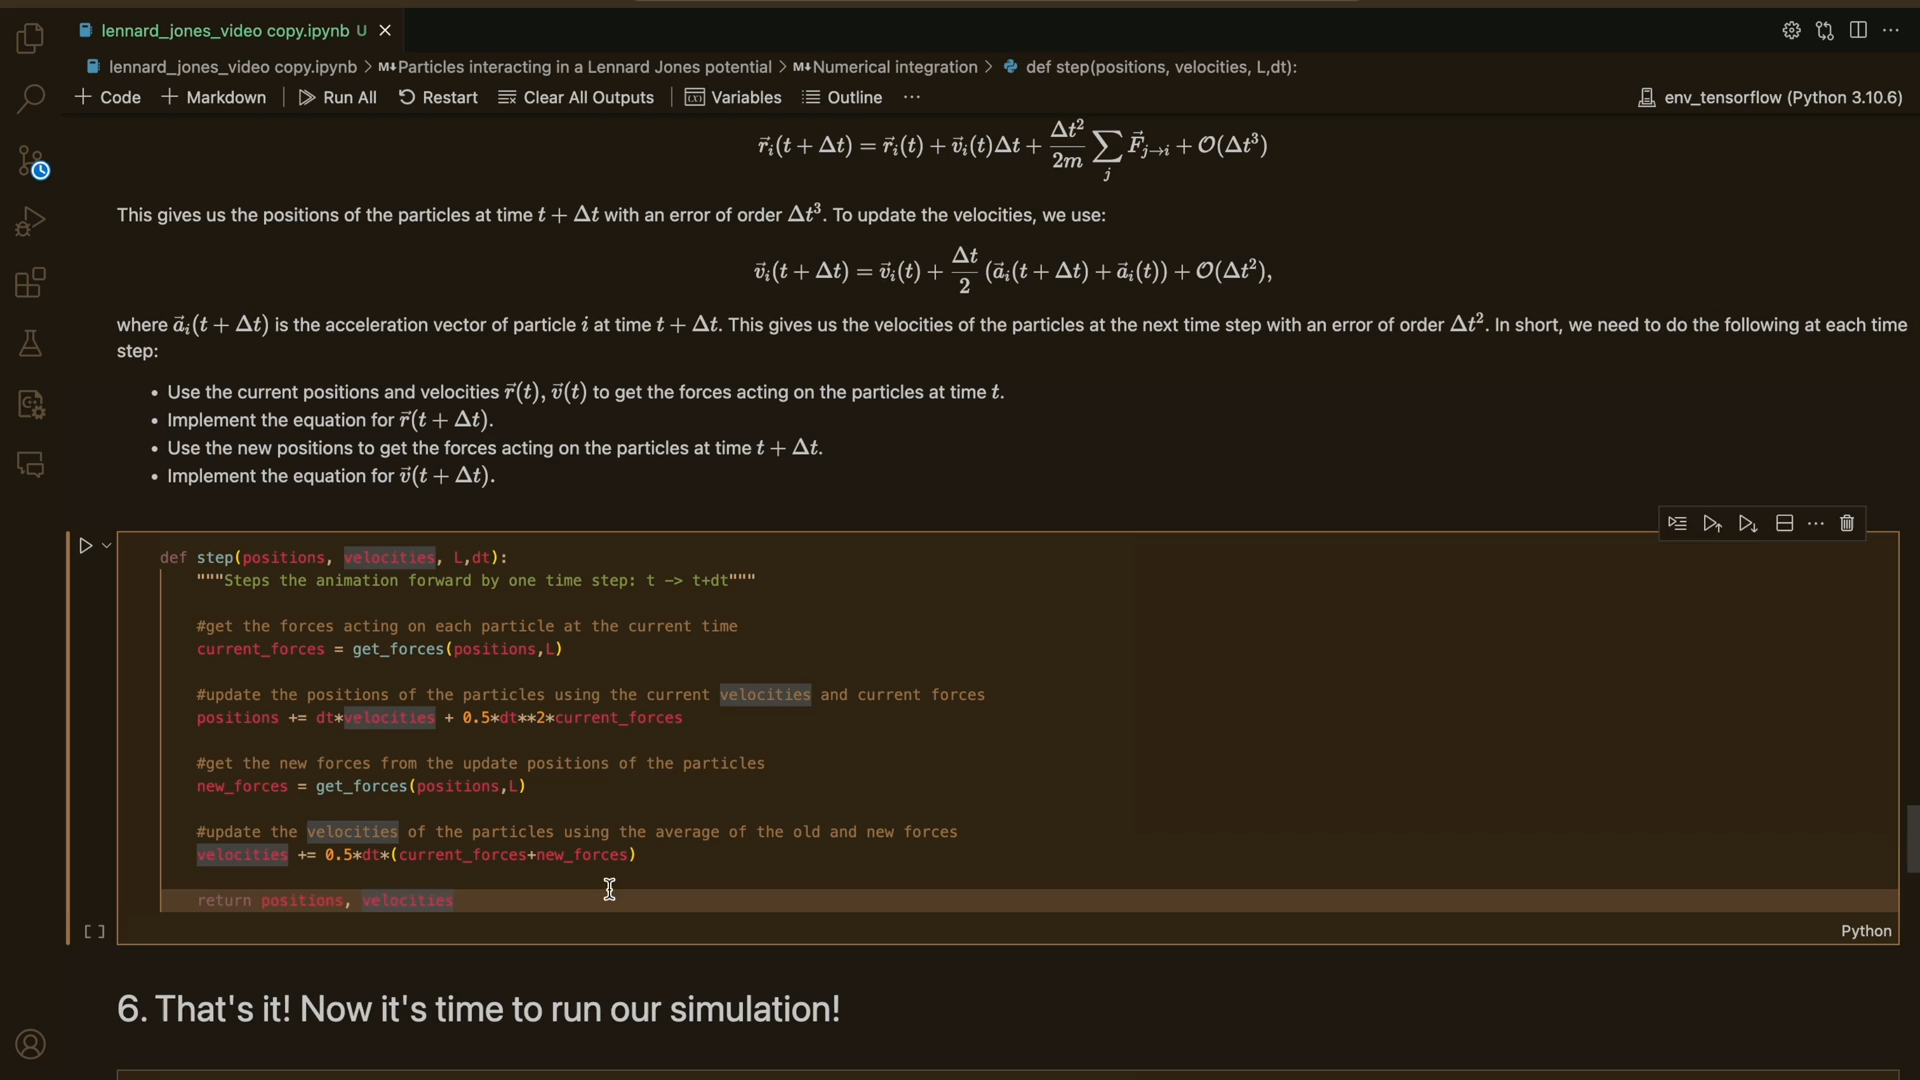 lennard_jones_video copy.ipynb U
lennard_jones_video copy.ipynb > M↓Particles interacting in a Lennard Jones potential > M↓Numerical integration > def step(positions, velocities, L,dt):
+ Code + Markdown | Run All Restart Clear All Outputs | Variables Outline ··· env_tensorflow (Python 3.10.6)
r⃗ᵢ(t + Δt) = r⃗ᵢ(t) + v⃗ᵢ(t)Δt + Δt²/2m ∑ⱼ F⃗ⱼ→ᵢ + O(Δt³)
This gives us the positions of the particles at time t + Δt with an error of order Δt³. To update the velocities, we use:
v⃗ᵢ(t + Δt) = v⃗ᵢ(t) + Δt/2 (a⃗ᵢ(t + Δt) + a⃗ᵢ(t)) + O(Δt²),
where a⃗ᵢ(t + Δt) is the acceleration vector of particle i at time t + Δt. This gives us the velocities of the particles at the next time step with an error of order Δt². In short, we need to do the following at each time
step:
• Use the current positions and velocities r⃗(t), v⃗(t) to get the forces acting on the particles at time t.
• Implement the equation for r⃗(t + Δt).
• Use the new positions to get the forces acting on the particles at time t + Δt.
• Implement the equation for v⃗(t + Δt).
def step(positions, velocities, L,dt):
"""Steps the animation forward by one time step: t -> t+dt"""
#get the forces acting on each particle at the current time
current_forces = get_forces(positions,L)
#update the positions of the particles using the current velocities and current forces
positions += dt*velocities + 0.5*dt**2*current_forces
#get the new forces from the update positions of the particles
new_forces = get_forces(positions,L)
#update the velocities of the particles using the average of the old and new forces
velocities += 0.5*dt*(current_forces+new_forces)
return positions, velocities
[ ]
Python
6. That's it! Now it's time to run our simulation!